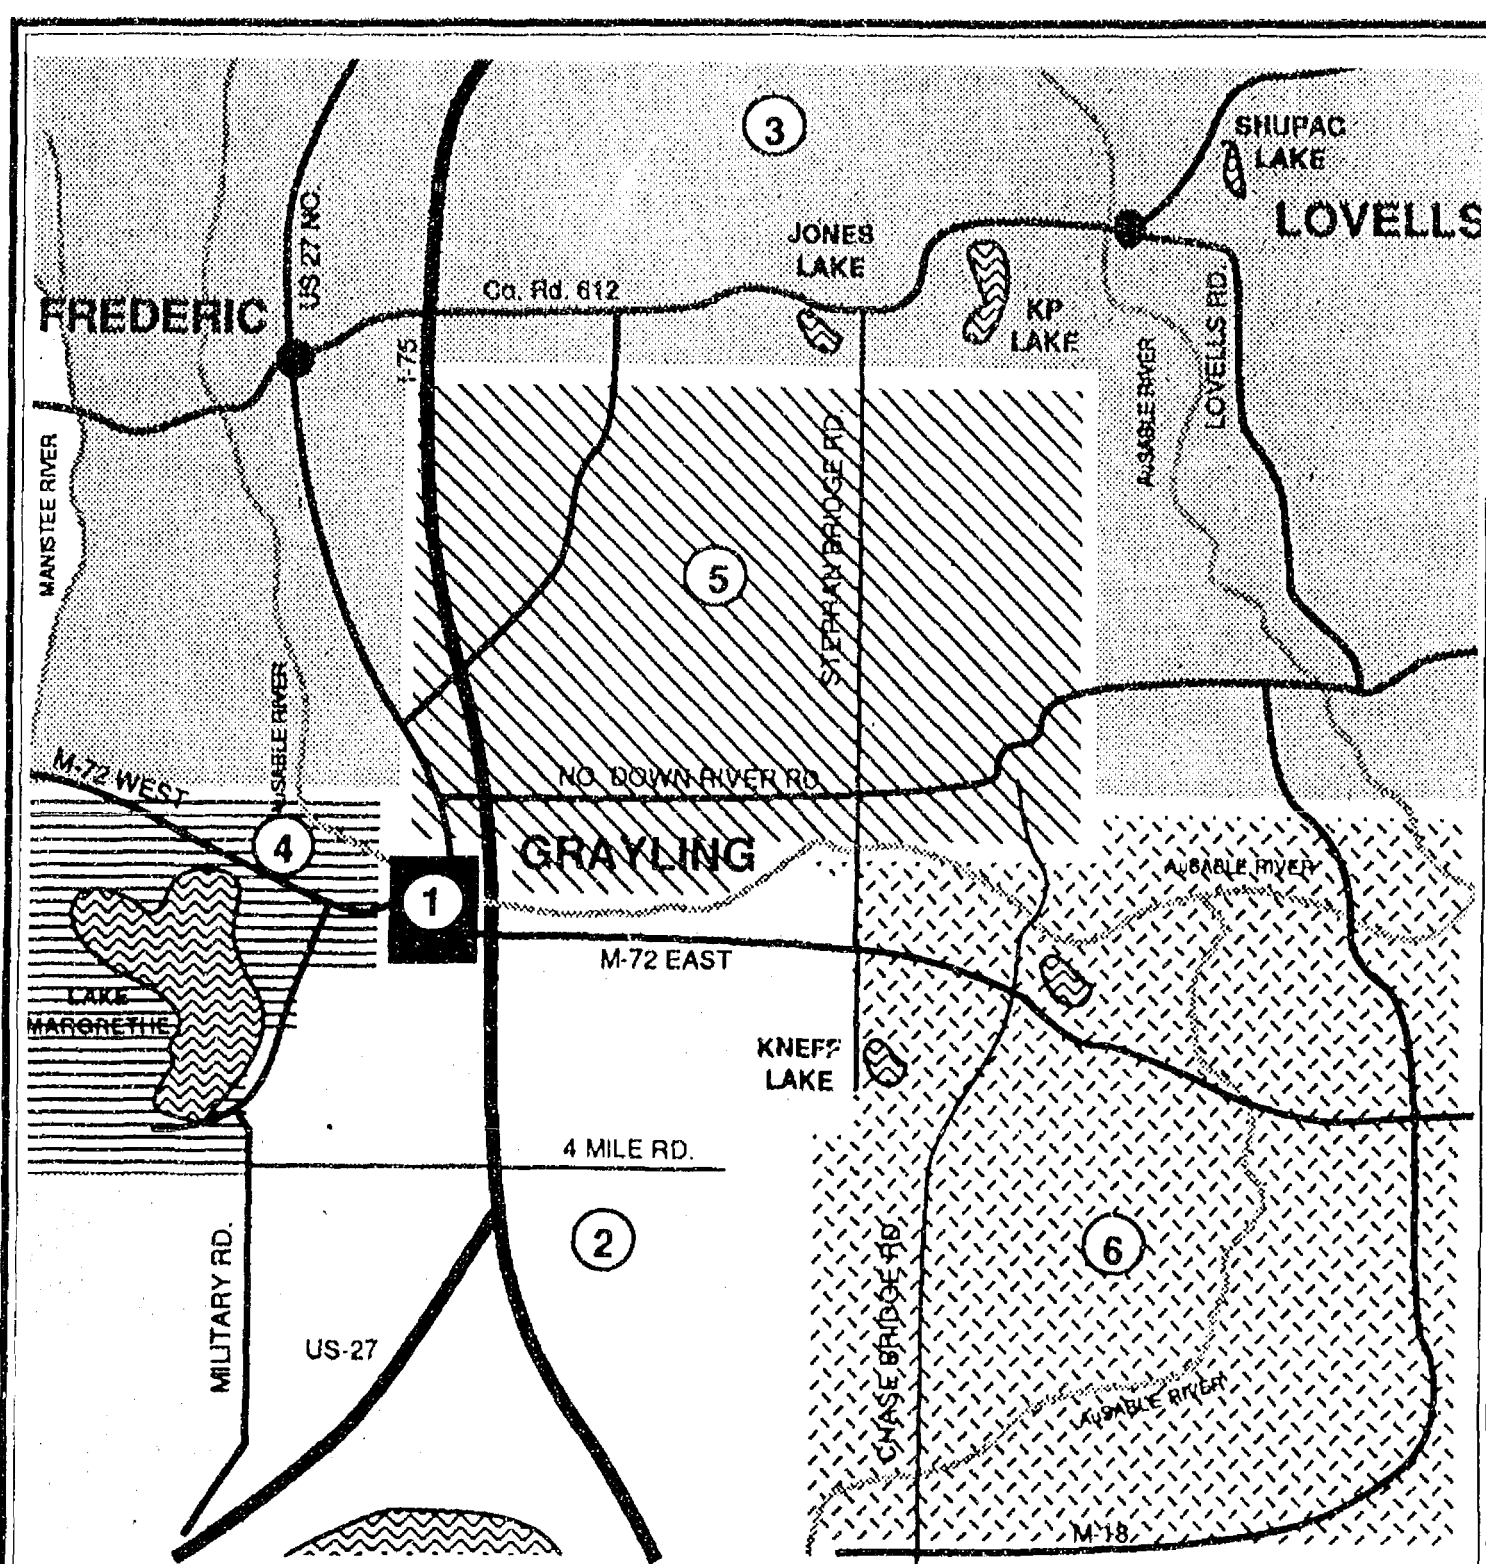 3
SHUPAC
LAKE
LOVELLS
JONES
LAKE
US 27 NO.
Co. Rd. 612
FREDERIC
KP
LAKE
I-75
AuSABLE RIVER
LOVELLS RD.
MANISTEE RIVER
STEPHAN BRIDGE RD.
5
AUSABLE RIVER
M-72 WEST
NO. DOWN RIVER RD.
4
GRAYLING
AuSABLE RIVER
1
M-72 EAST
LAKE
MARGRETHE
KNEFF
LAKE
4 MILE RD.
2
6
MILITARY RD.
CHASE BRIDGE RD
US-27
AuSABLE RIVER
M-18